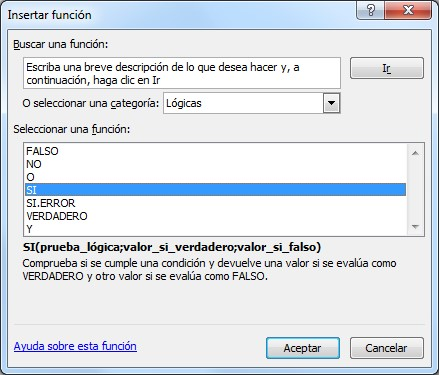 Insertar función
Buscar una función:
Escriba una breve descripción de lo que desea hacer y, a
continuación, haga clic en Ir
Ir
O seleccionar una categoría: Lógicas
Seleccionar una función:
FALSO
NO
O
SI
SI.ERROR
VERDADERO
Y
SI(prueba_lógica;valor_si_verdadero;valor_si_falso)
Comprueba si se cumple una condición y devuelve una valor si se evalúa como
VERDADERO y otro valor si se evalúa como FALSO.
Ayuda sobre esta función
Aceptar
Cancelar